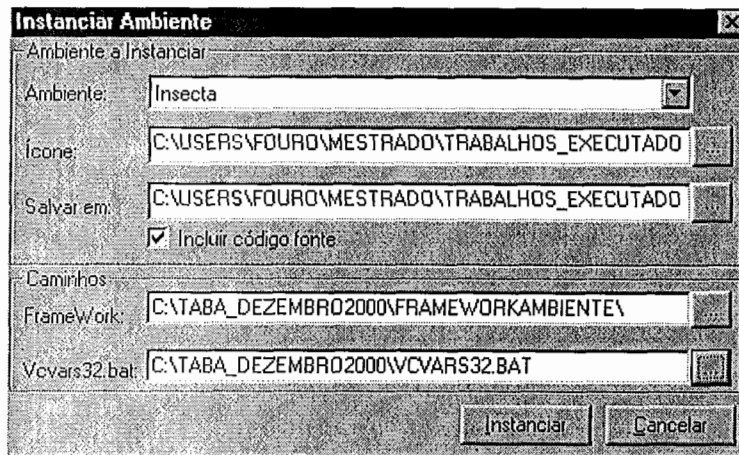 Instanciar Ambiente
Ambiente a Instanciar
Ambiente: Insecta
Ícone: C:\USERS\FOURO\MESTRADO\TRABALHOS_EXECUTADO ...
Salvar em: C:\USERS\FOURO\MESTRADO\TRABALHOS_EXECUTADO ...
Incluir código fonte
Caminhos
FrameWork: C:\TABA_DEZEMBRO2000\FRAMEWORKAMBIENTE\ ...
Vcvars32.bat: C:\TABA_DEZEMBRO2000\VCVARS32.BAT ...
Instanciar Cancelar